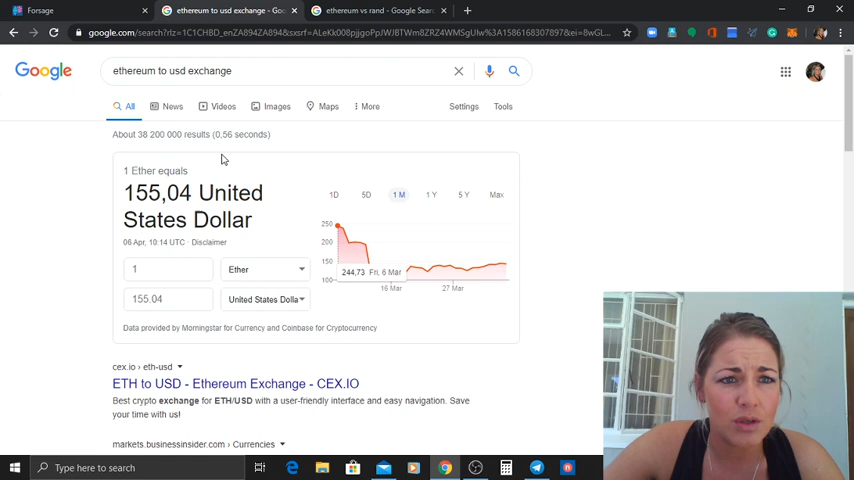 Forsage
ethereum to usd exchange - Goo
ethereum vs rand - Google Sear
google.com/search?rlz=1C1CHBD_enZA894ZA894&sxsrf=ALeKk008pjjgoPpJWJBTWm8ZRZ4WMSgUIw%3A1586168307897&ei=8wGL
Google
ethereum to usd exchange
All
News
Videos
Images
Maps
More
Settings
Tools
About 38 200 000 results (0,56 seconds)
1 Ether equals
155,04 United
States Dollar
06 Apr, 10:14 UTC · Disclaimer
1D 5D 1 M 1 Y 5 Y Max
250
200
150
100
244,73 Fri, 6 Mar
16 Mar 27 Mar
1 Ether
155.04 United States Dolla
Data provided by Morningstar for Currency and Coinbase for Cryptocurrency
cex.io › eth-usd
ETH to USD - Ethereum Exchange - CEX.IO
Best crypto exchange for ETH/USD with a user-friendly interface and easy navigation. Save
your time with us!
markets.businessinsider.com › Currencies
Type here to search